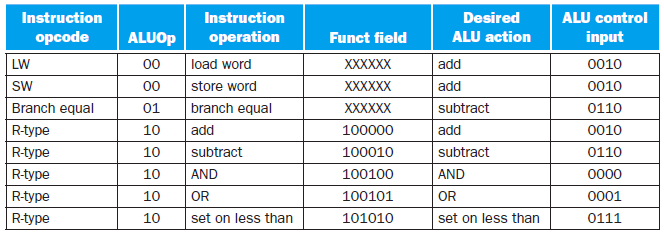 Instruction opcode ALUOp Instruction operation Funct field Desired ALU action ALU control input
LW 00 load word XXXXXX add 0010
SW 00 store word XXXXXX add 0010
Branch equal 01 branch equal XXXXXX subtract 0110
R-type 10 add 100000 add 0010
R-type 10 subtract 100010 subtract 0110
R-type 10 AND 100100 AND 0000
R-type 10 OR 100101 OR 0001
R-type 10 set on less than 101010 set on less than 0111